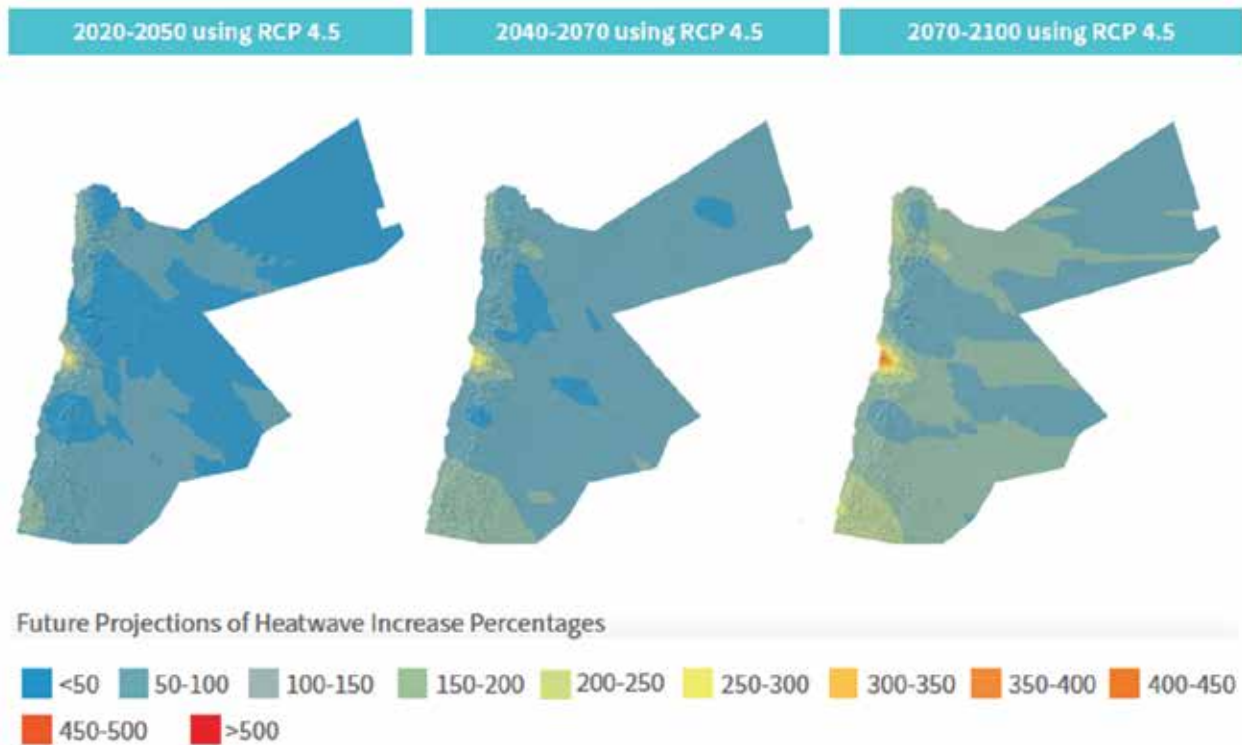 2020-2050 using RCP 4.5
2040-2070 using RCP 4.5
2070-2100 using RCP 4.5
Future Projections of Heatwave Increase Percentages
<50 50-100 100-150 150-200 200-250 250-300 300-350 350-400 400-450
450-500 >500